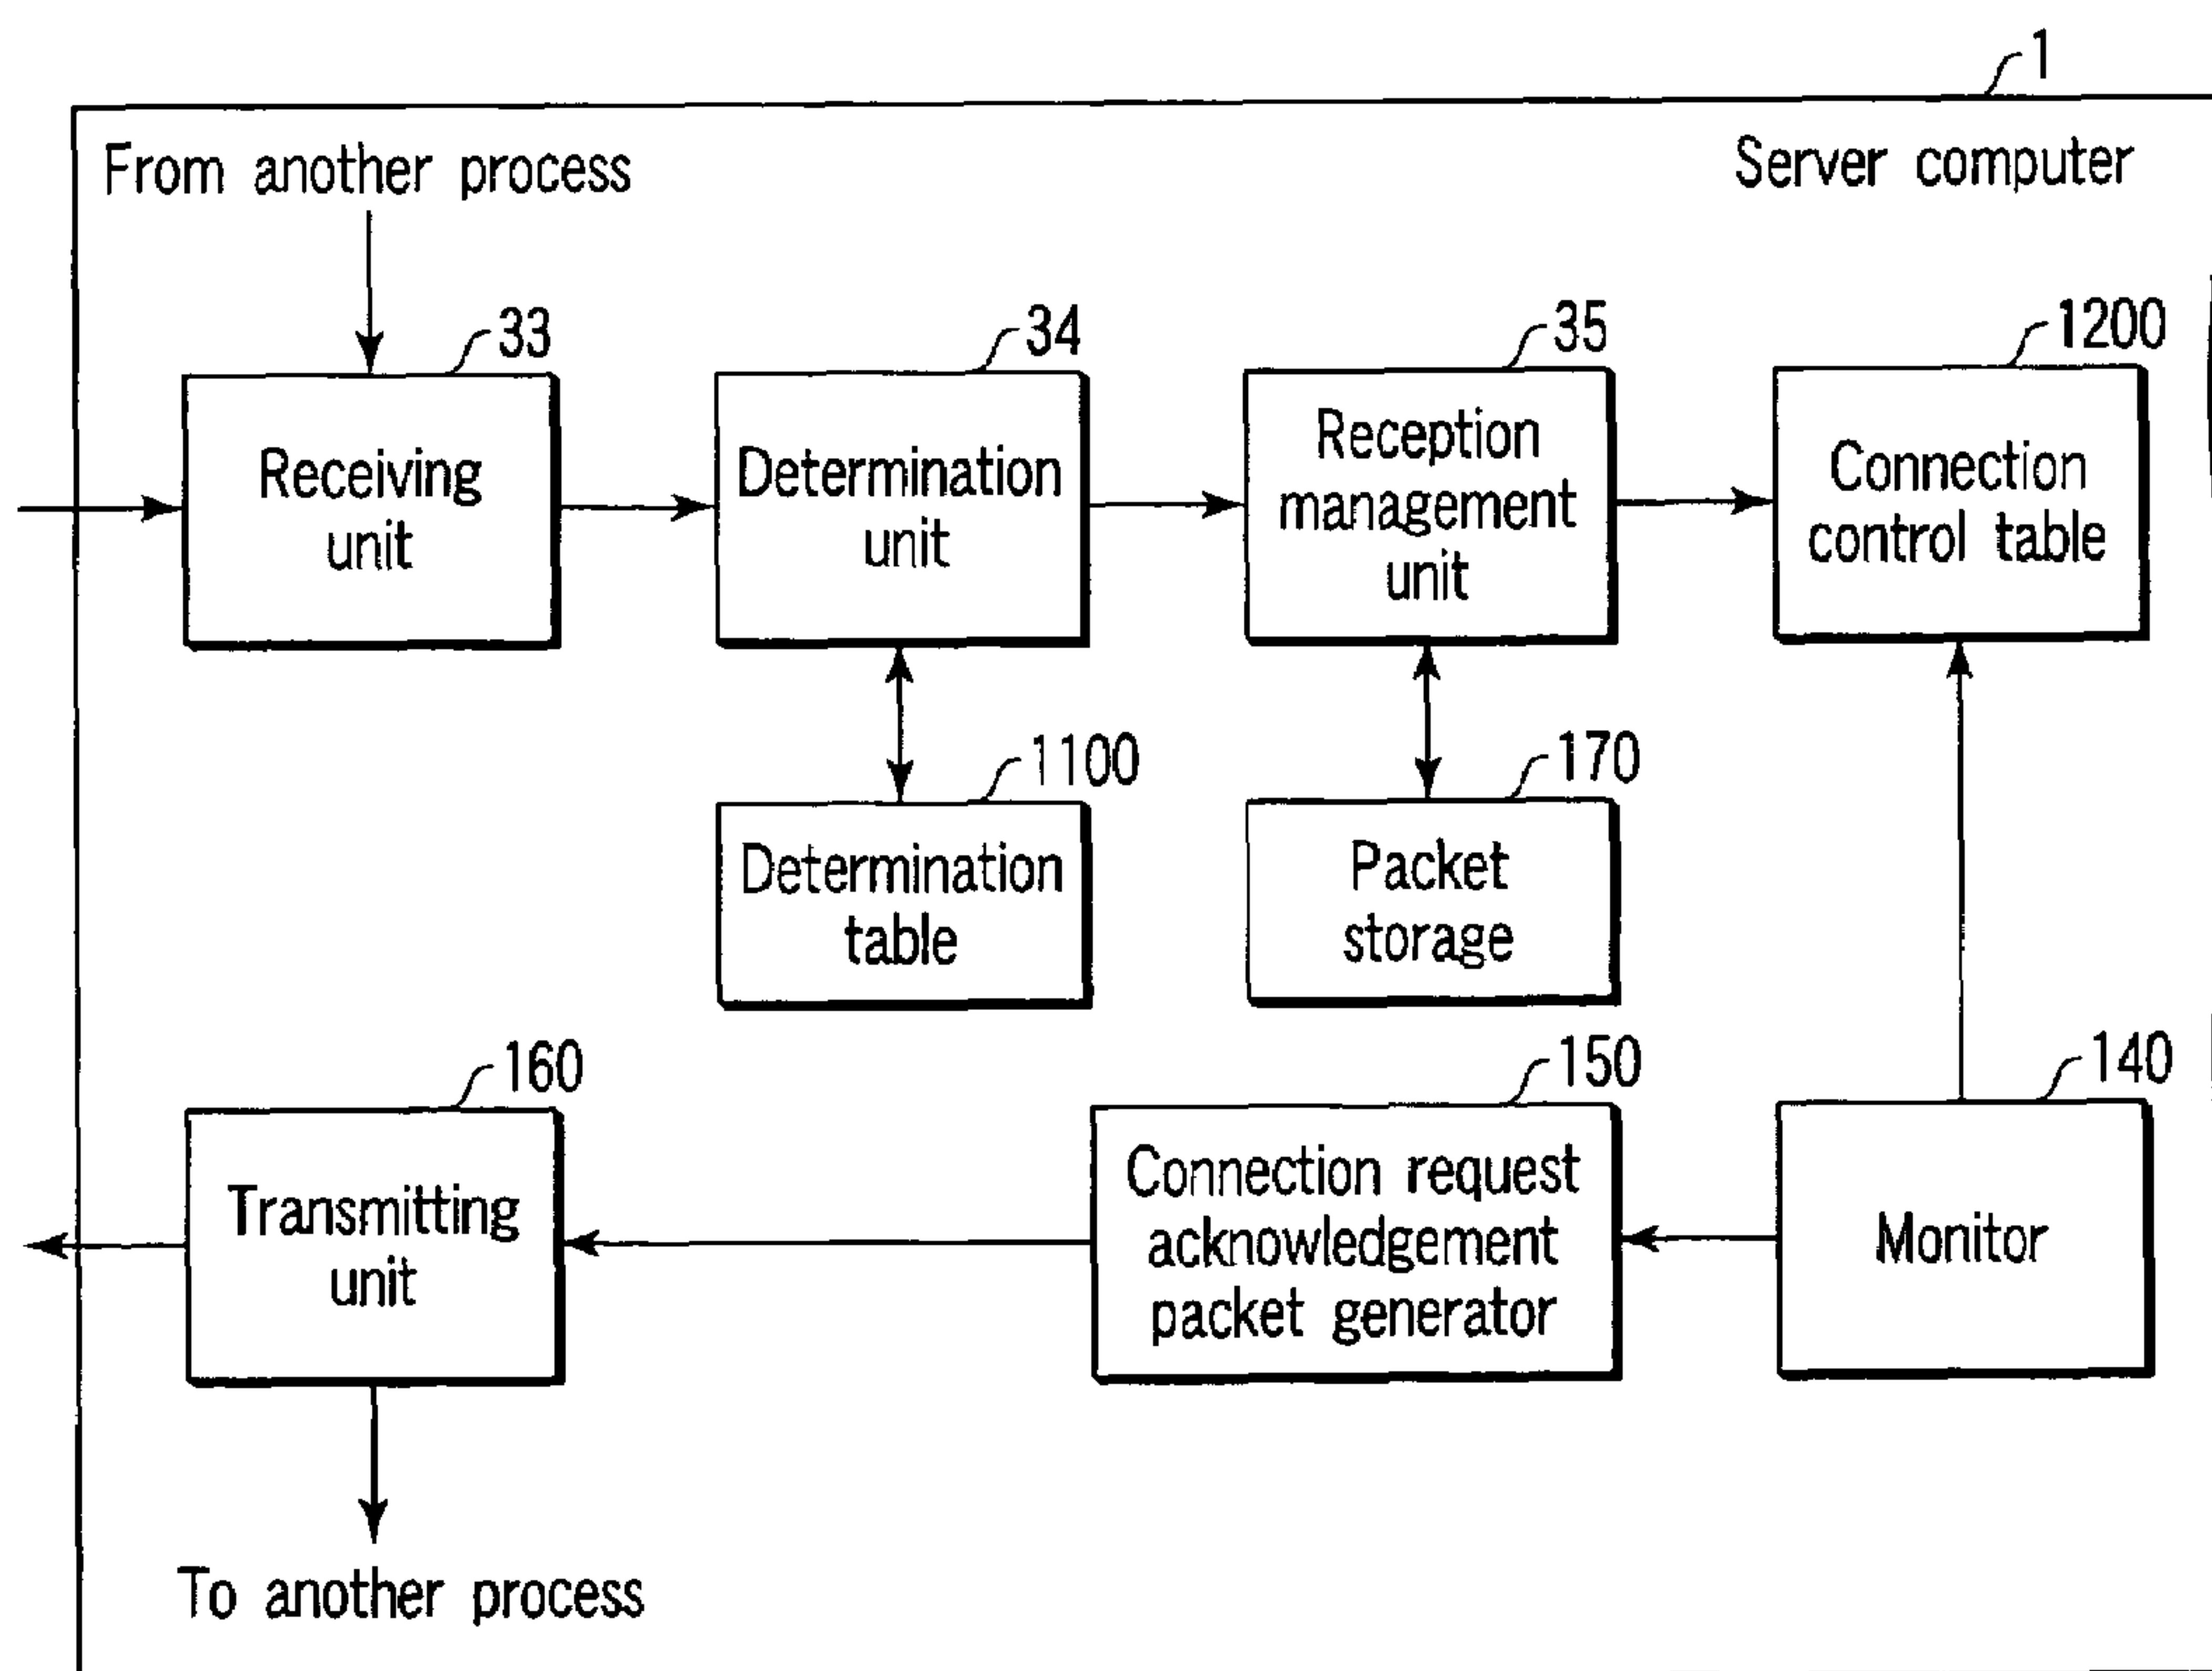 1
From another process
Server computer
33
34
35
1200
Receiving
unit
Determination
unit
Reception
management
unit
Connection
control table
1100
170
Determination
table
Packet
storage
160
150
140
Transmitting
unit
Connection request
acknowledgement
packet generator
Monitor
To another process